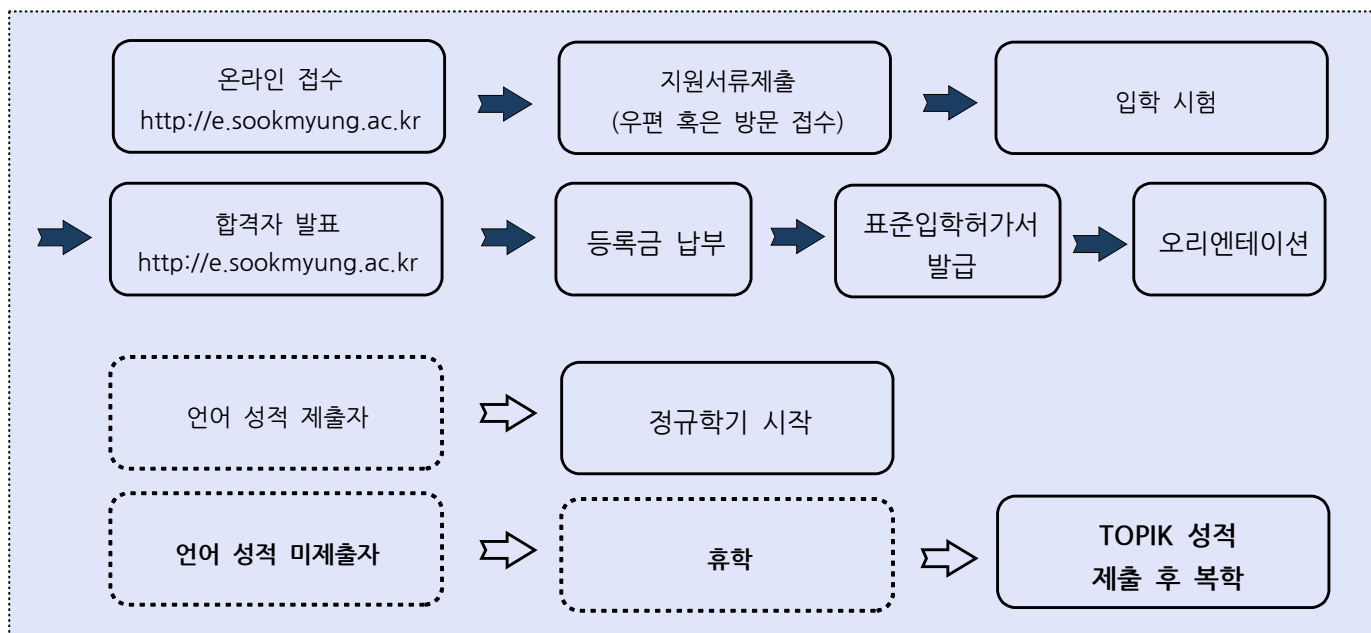 온라인 접수
http://e.sookmyung.ac.kr
지원서류제출
(우편 혹은 방문 접수)
입학 시험
합격자 발표
http://e.sookmyung.ac.kr
등록금 납부
표준입학허가서
발급
오리엔테이션
언어 성적 제출자
정규학기 시작
언어 성적 미제출자
휴학
TOPIK 성적
제출 후 복학